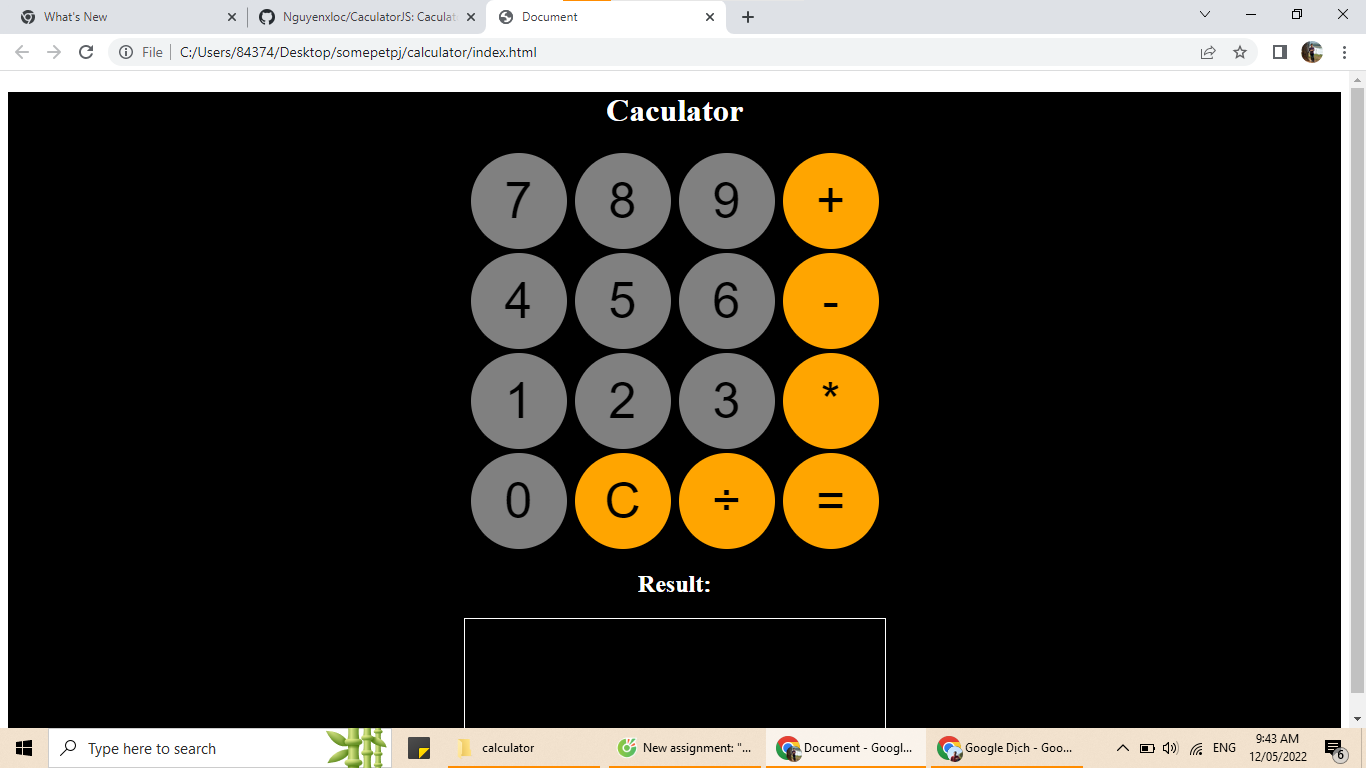 What's New
Nguyenxloc/CaculatorJS: Caculat
Document
File
C:/Users/84374/Desktop/somepetpj/calculator/index.html
Caculator
7 8 9 +
4 5 6 -
1 2 3 *
0 C ÷ =
Result:
Type here to search
calculator
New assignment: "...
Document - Googl...
Google Dịch - Goo...
ENG
9:43 AM
12/05/2022
6